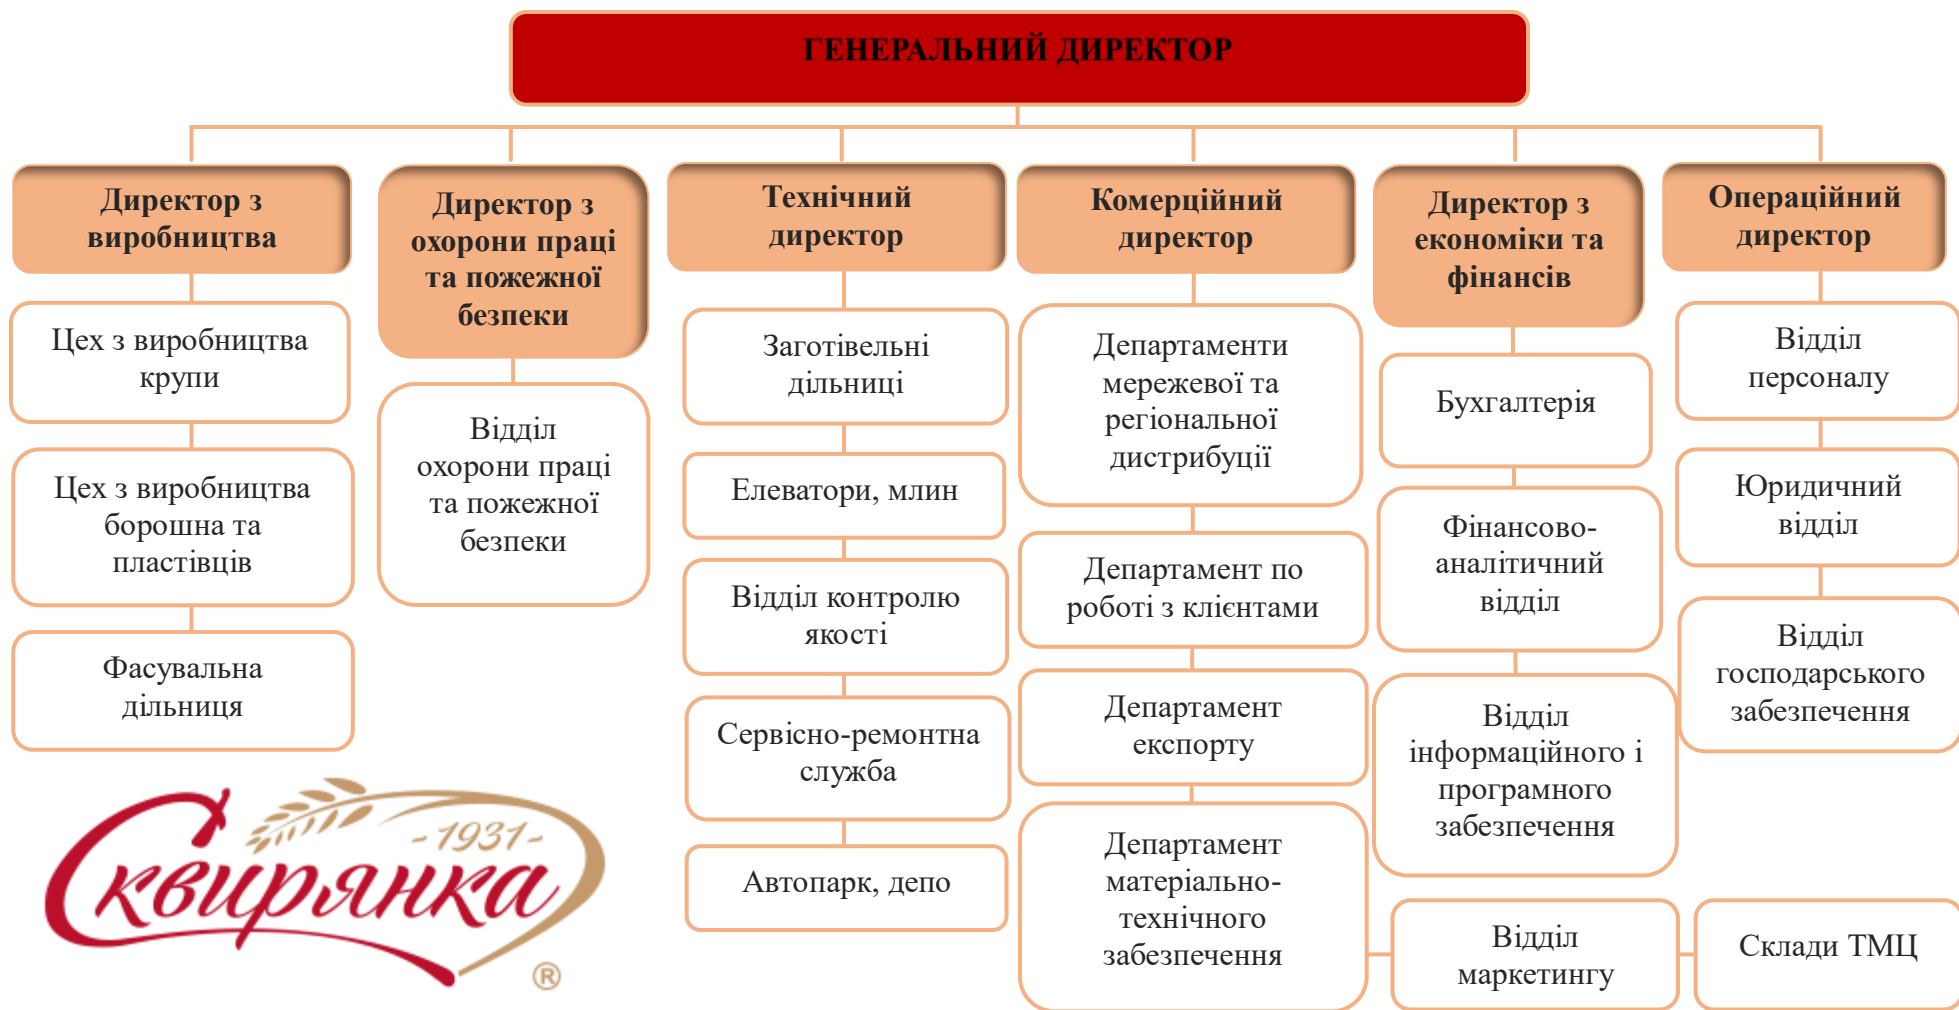 ГЕНЕРАЛЬНИЙ ДИРЕКТОР
Директор з
виробництва
Цех з виробництва
крупи
Цех з виробництва
борошна та
пластівців
Фасувальна
дільниця
Директор з
охорони праці
та пожежної
безпеки
Відділ
охорони праці
та пожежної
безпеки
Технічний
директор
Заготівельні
дільниці
Елеватори, млин
Відділ контролю
якості
Сервісно-ремонтна
служба
Автопарк, депо
Комерційний
директор
Департаменти
мережевої та
регіональної
дистрибуції
Департамент по
роботі з клієнтами
Департамент
експорту
Департамент
матеріально-
технічного
забезпечення
Відділ
маркетингу
Склади ТМЦ
Директор з
економіки та
фінансів
Бухгалтерія
Фінансово-
аналітичний
відділ
Відділ
інформаційного і
програмного
забезпечення
Операційний
директор
Відділ
персоналу
Юридичний
відділ
Відділ
господарського
забезпечення
-1931-
Сквирянка
®